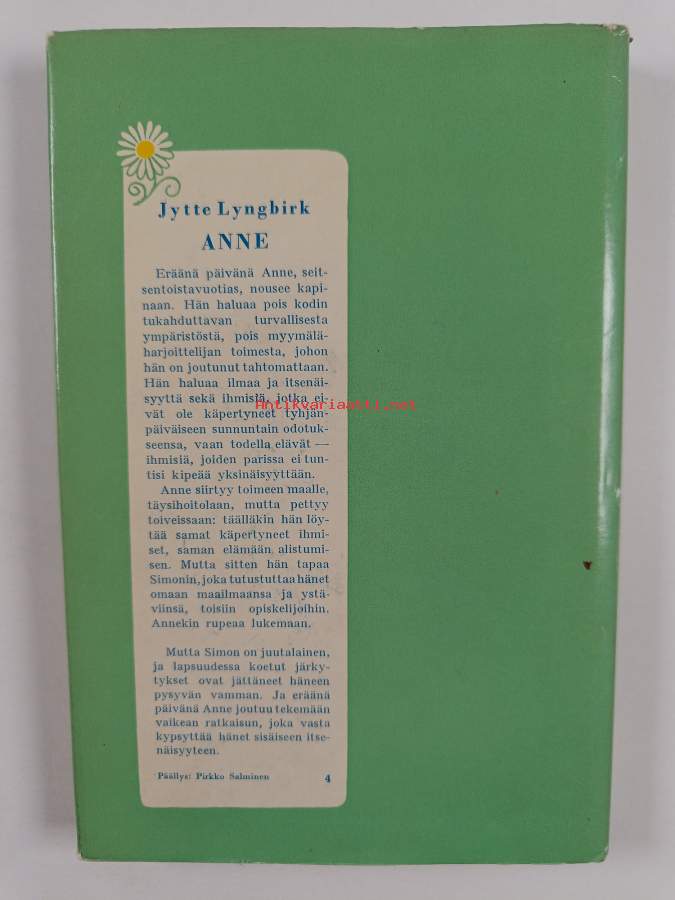 Jytte Lyngbirk
ANNE
Eräänä päivänä Anne, seit-
sentoistavuotias, nousee kapi-
naan. Hän haluaa pois kodin
tukahduttavan turvallisesta
ympäristöstä, pois myymälä-
harjoittelijan toimesta, johon
hän on joutunut tahtomattaan.
Hän haluaa ilmaa ja itsenäi-
syyttä sekä ihmisiä, jotka ei-
Antikvariaatti.net
vät ole käpertyneet tyhjän-
päiväiseen sunnuntain odotuk-
seensa, vaan todella elävät —
ihmisiä, joiden parissa ei tun-
tisi kipeää yksinäisyyttään.
Anne siirtyy toimeen maalle,
täysihoitolaan, mutta pettyy
toiveissaan: täälläkin hän löy-
tää samat käpertyneet ihmi-
set, saman elämään alistumi-
sen. Mutta sitten hän tapaa
Simonin, joka tutustuttaa hänet
omaan maailmaansa ja ystä-
viinsä, toisiin opiskelijoihin.
Annekin rupeaa lukemaan.
Mutta Simon on juutalainen,
ja lapsuudessa koetut järky-
tykset ovat jättäneet häneen
pysyvän vamman. Ja eräänä
päivänä Anne joutuu tekemään
vaikean ratkaisun, joka vasta
kypsyttää hänet sisäiseen itse-
näisyyteen.
Päällys: Pirkko Salminen 4